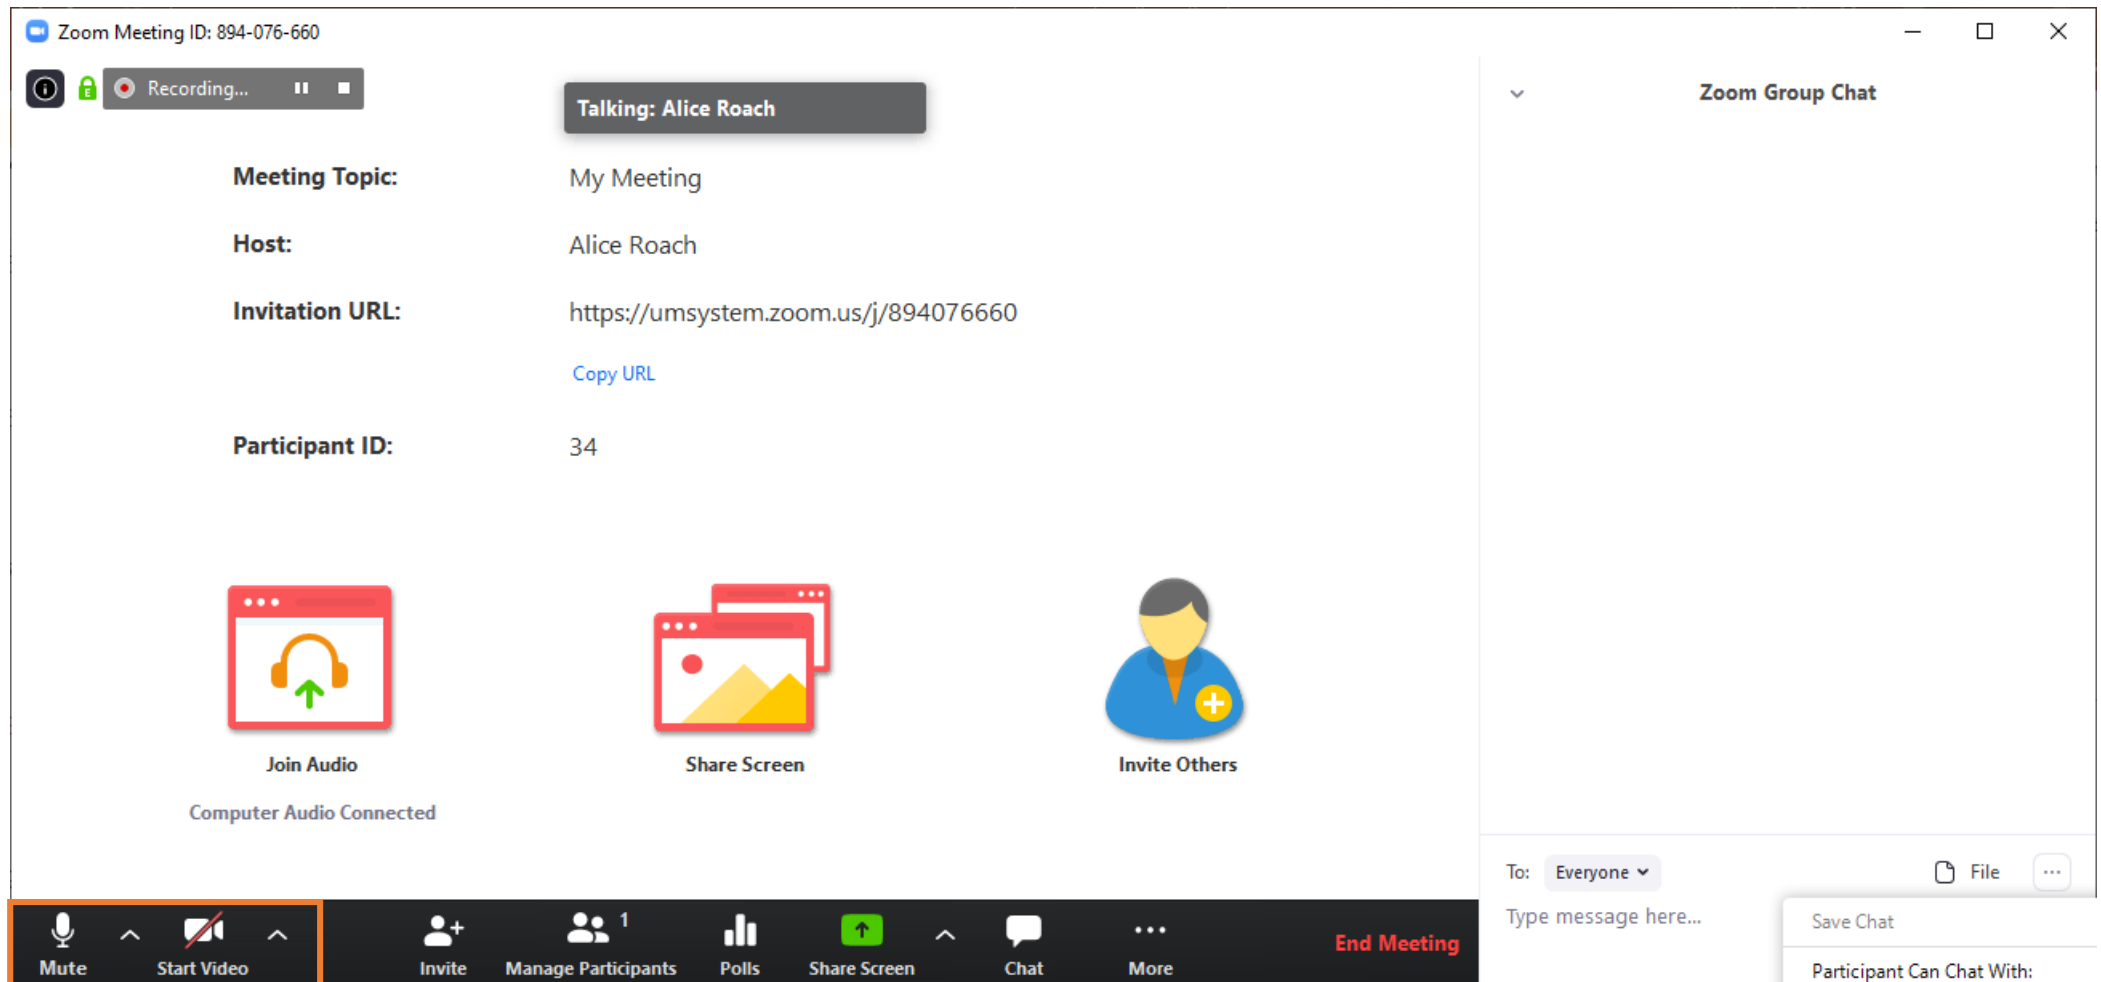 Zoom Meeting ID: 894-076-660
Recording...
Talking: Alice Roach
Zoom Group Chat
Meeting Topic: My Meeting
Host: Alice Roach
Invitation URL: https://umsystem.zoom.us/j/894076660
Copy URL
Participant ID: 34
Join Audio Share Screen Invite Others
Computer Audio Connected
To: Everyone File ...
Type message here...
Save Chat
Participant Can Chat With:
1
End Meeting
Mute Start Video Invite Manage Participants Polls Share Screen Chat More